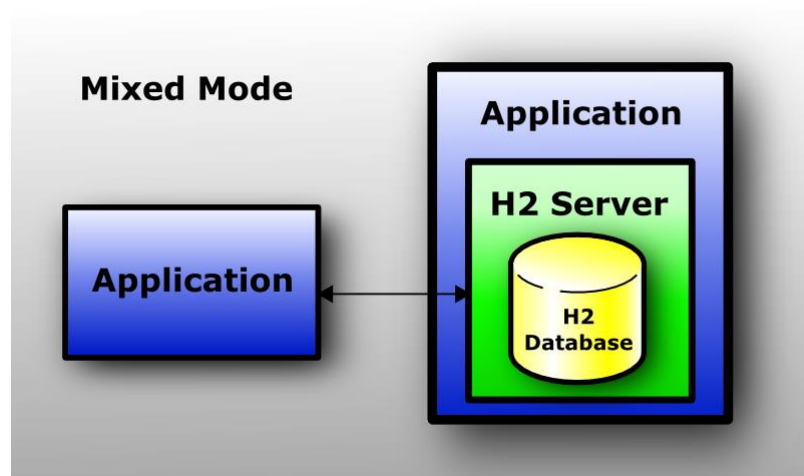 Mixed Mode
Application
Application
H2 Server
H2
Database